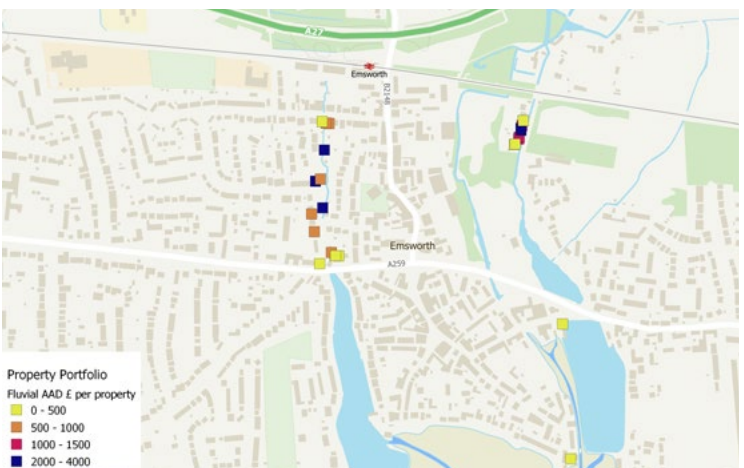 A27
Emsworth
B2148
Emsworth
A259
Property Portfolio
Fluvial AAD £ per property
0 - 500
500 - 1000
1000 - 1500
2000 - 4000